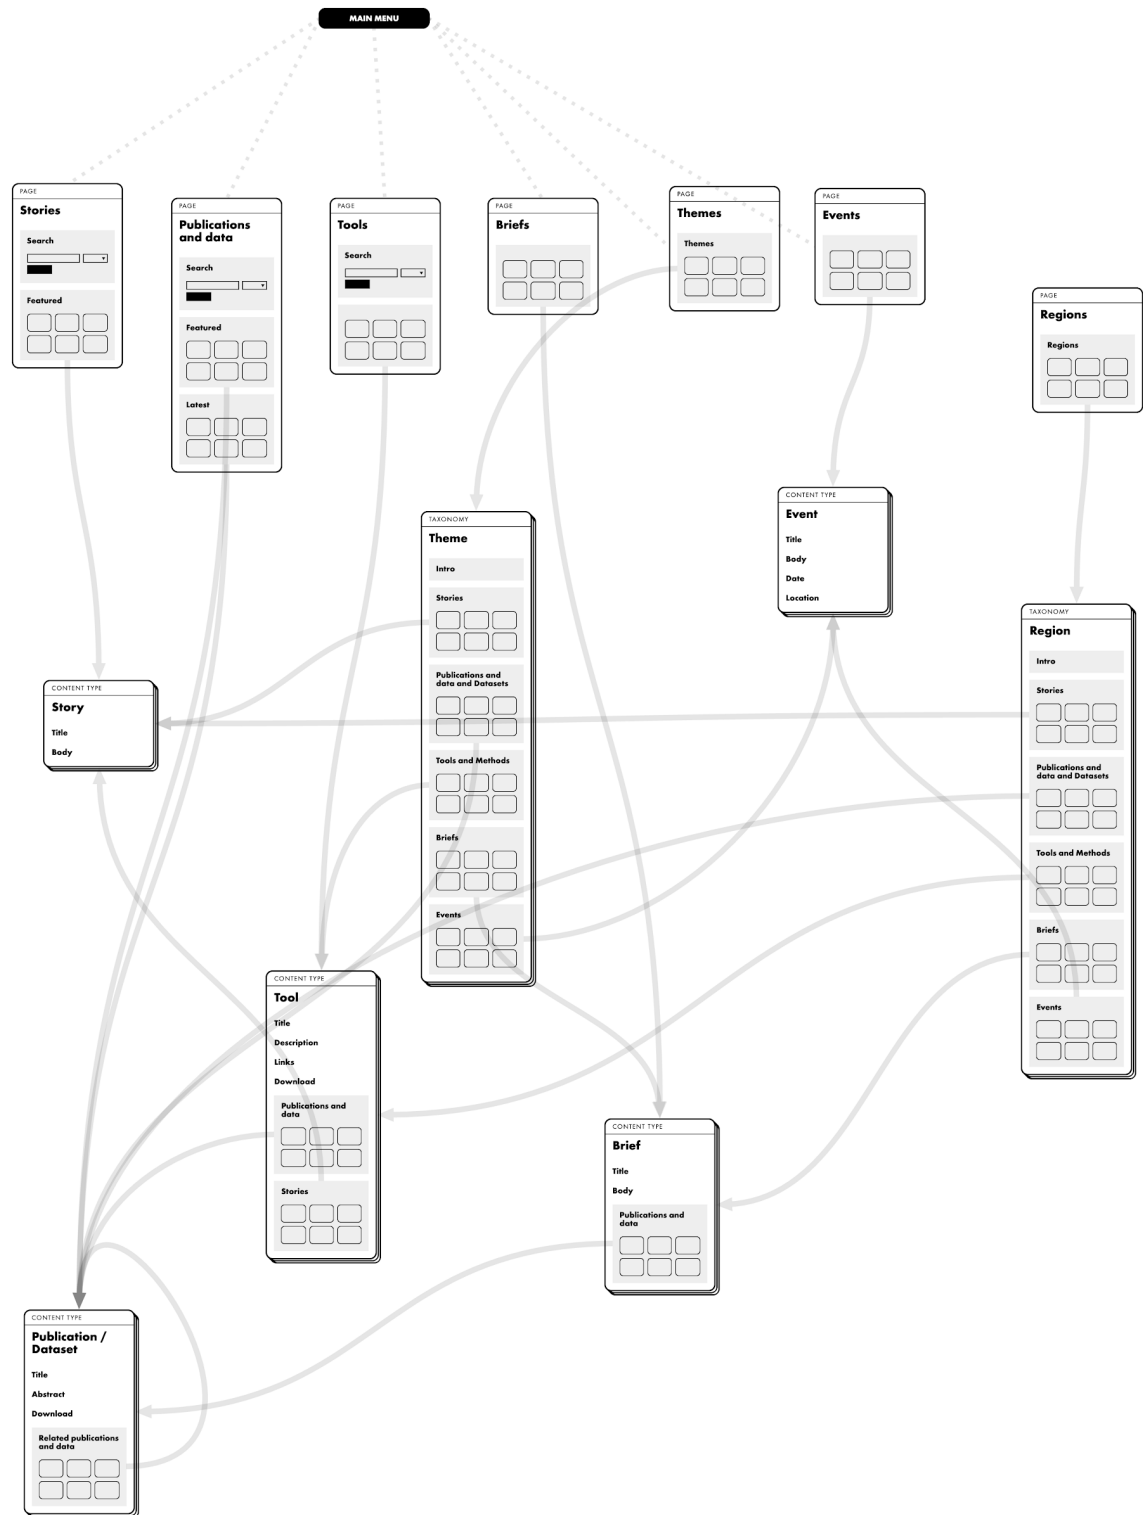 MAIN MENU
PAGE
Stories
Search
Featured
PAGE
Publications
and data
Search
Featured
Latest
PAGE
Tools
Search
PAGE
Briefs
PAGE
Themes
Themes
PAGE
Events
PAGE
Regions
Regions
CONTENT TYPE
Event
Title
Body
Date
Location
TAXONOMY
Theme
Intro
Stories
Publications and
data and Datasets
Tools and Methods
Briefs
Events
TAXONOMY
Region
Intro
Stories
Publications and
data and Datasets
Tools and Methods
Briefs
Events
CONTENT TYPE
Story
Title
Body
CONTENT TYPE
Tool
Title
Description
Links
Download
Publications and
data
Stories
CONTENT TYPE
Brief
Title
Body
Publications and
data
CONTENT TYPE
Publication /
Dataset
Title
Abstract
Download
Related publications
and data